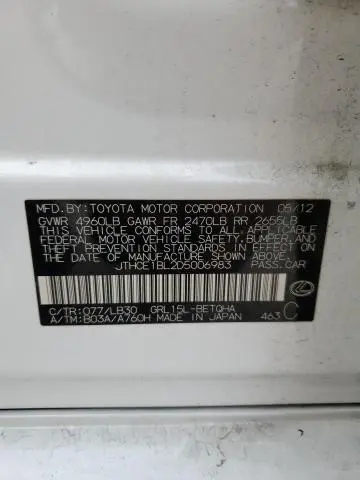 MFD.BY: TOYOTA MOTOR CORPORATION 05/12
GVWR 4960LB GAWR FR 2470LB RR 2655LB
THIS VEHICLE CONFORMS TO ALL APPLICABLE
FEDERAL MOTOR VEHICLE SAFETY, BUMPER, AND
THEFT PREVENTION STANDARDS IN EFFECT ON
THE DATE OF MANUFACTURE SHOWN ABOVE.
JTHCE1BL2D5006983 PASS.CAR
C/TR: 077/LB30 GRL15L-BETQHA
A/TM: B03A/A760H MADE IN JAPAN 463 C